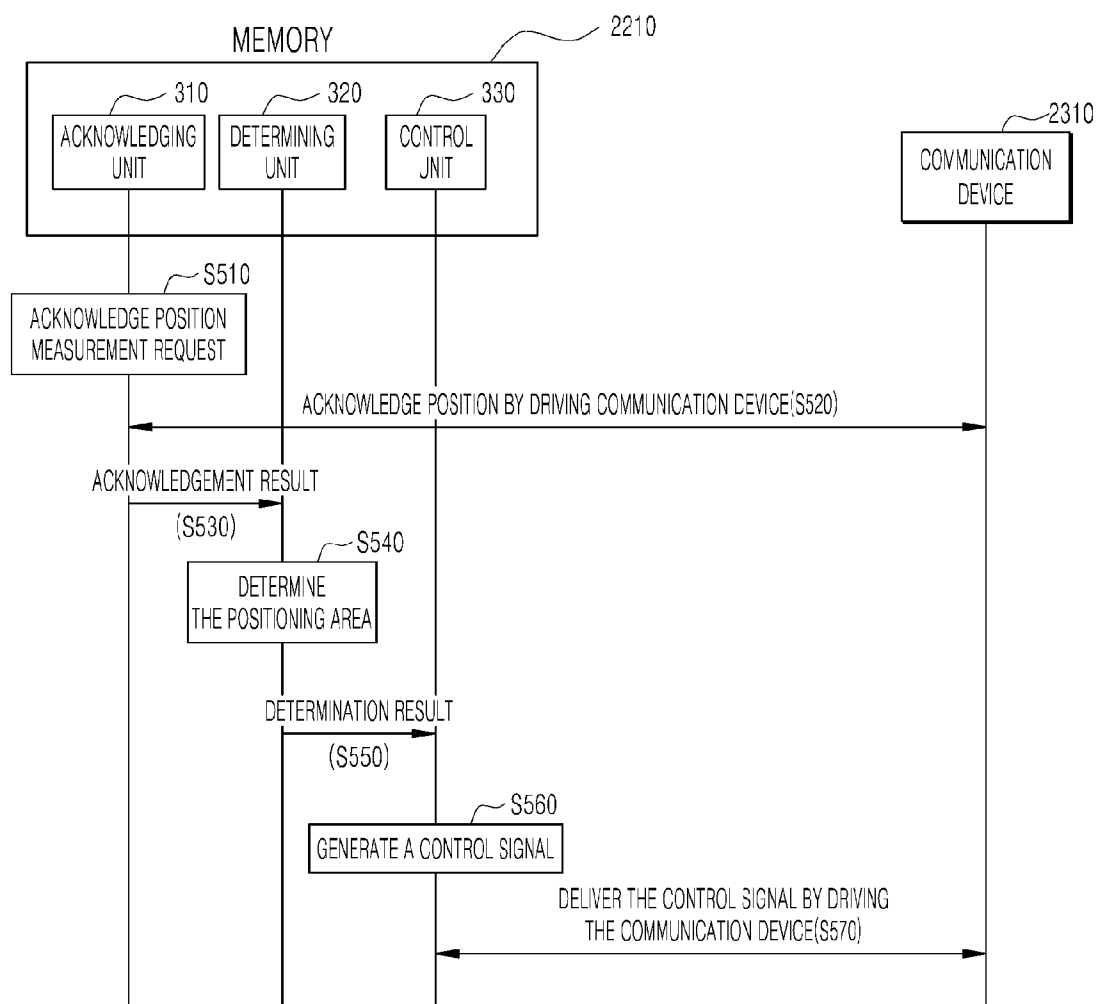 MEMORY
2210
310
320
330
2310
ACKNOWLEDGING
UNIT
DETERMINING
UNIT
CONTROL
JNIT
COMMUNICATION
DEVICE
S510
ACKNOWLEDGE POSITION
MEASUREMENT REQUEST
ACKNOWLEDGE POSITION BY DRIVING COMMUNICATION DEVICE(S520)
ACKNOWLEDGEMENT RESULT
(S530)
S540
DETERMINE
THE POSITIONING AREA
DETERMINATION RESULT
(S550)
S560
GENERATE A CONTROL SIGNAL
DELIVER THE CONTROL SIGNAL BY DRIVING
THE COMMUNICATION DEVICE(S570)